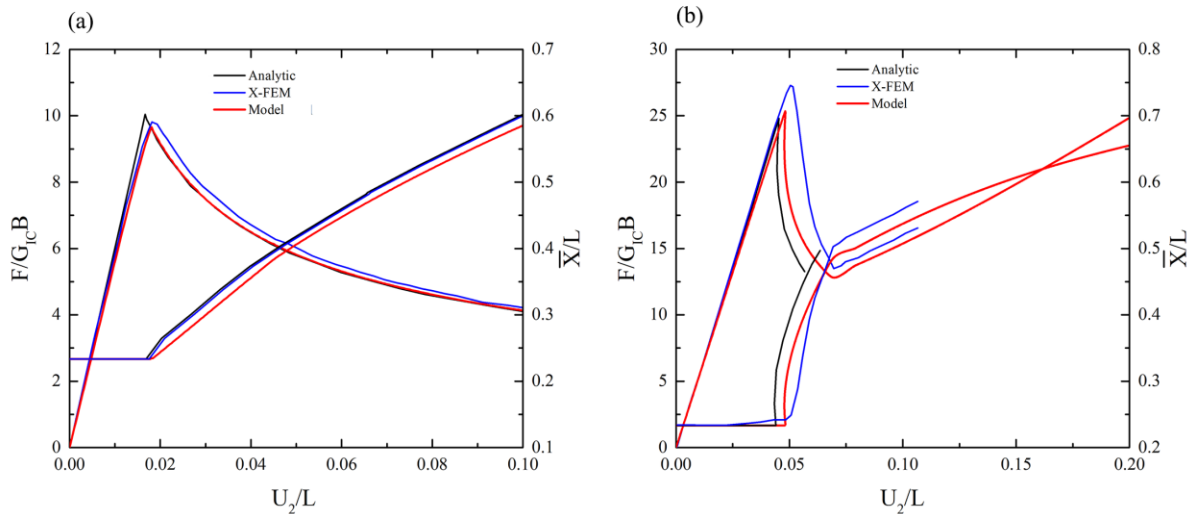 (a)
12
10
8
6
4
2
0
F/G_IC B
0.7
0.6
0.5
0.4
0.3
0.2
0.1
X̅/L
Analytic
X-FEM
Model
0.00 0.02 0.04 0.06 0.08 0.10
U₂/L
(b)
30
25
20
15
10
5
0
F/G_IC B
0.8
0.7
0.6
0.5
0.4
0.3
0.2
X̅/L
Analytic
X-FEM
Model
0.00 0.05 0.10 0.15 0.20
U₂/L